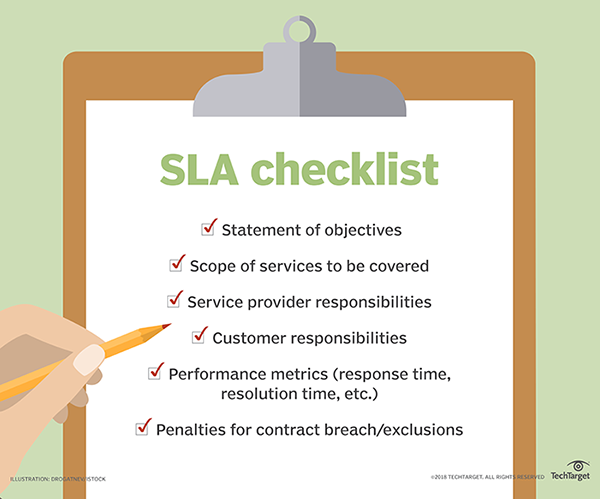 SLA checklist
Statement of objectives
Scope of services to be covered
Service provider responsibilities
Customer responsibilities
Performance metrics (response time,
resolution time, etc.)
Penalties for contract breach/exclusions
ILLUSTRATION: DROGATNEV/ISTOCK
©2018 TECHTARGET. ALL RIGHTS RESERVED
TechTarget